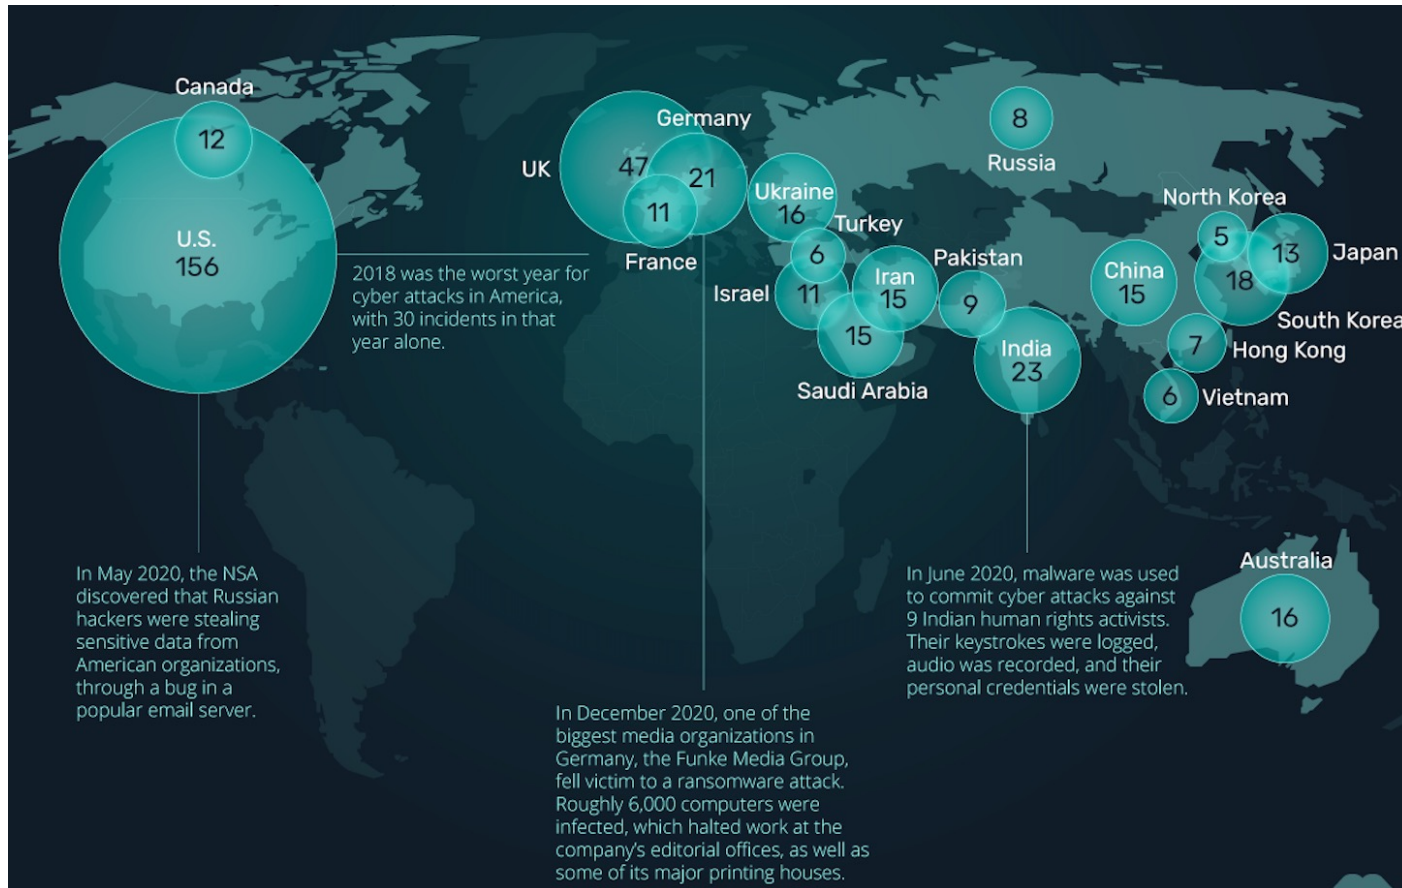 Canada
12
U.S.
156
2018 was the worst year for
cyber attacks in America,
with 30 incidents in that
year alone.
In May 2020, the NSA
discovered that Russian
hackers were stealing
sensitive data from
American organizations,
through a bug in a
popular email server.
UK
47
Germany
21
11
France
In December 2020, one of the
biggest media organizations in
Germany, the Funke Media Group,
fell victim to a ransomware attack.
Roughly 6,000 computers were
infected, which halted work at the
company's editorial offices, as well as
some of its major printing houses.
Ukraine
16
Turkey
6
Israel
11
Iran
15
15
Saudi Arabia
Pakistan
9
India
23
In June 2020, malware was used
to commit cyber attacks against
9 Indian human rights activists.
Their keystrokes were logged,
audio was recorded, and their
personal credentials were stolen.
8
Russia
China
15
North Korea
5
13
Japan
18
South Korea
7
Hong Kong
6
Vietnam
Australia
16